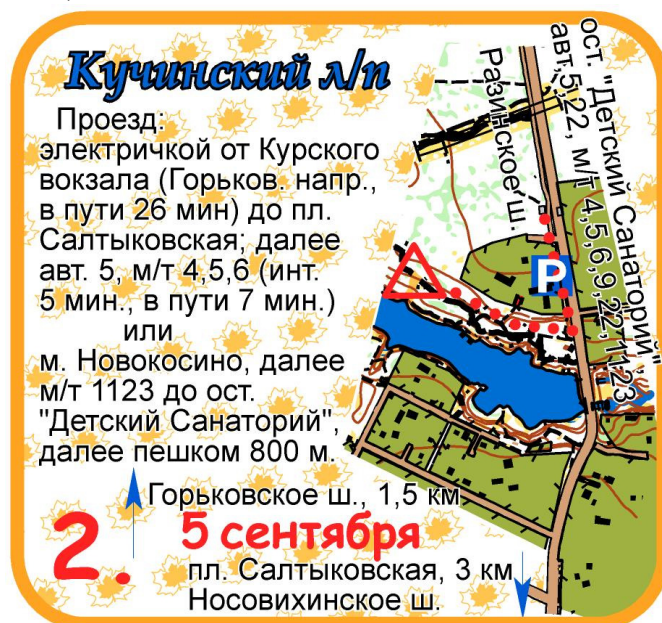 Кучинский л/п
Проезд:
электричкой от Курского
вокзала (Горьков. напр.,
в пути 26 мин) до пл.
Салтыковская; далее
авт. 5, м/т 4,5,6 (инт.
5 мин., в пути 7 мин.)
или
м. Новокосино, далее
м/т 1123 до ост.
"Детский Санаторий",
далее пешком 800 м.
Горьковское ш., 1,5 км
2. 5 сентября
пл. Салтыковская, 3 км
Носовихинское ш.
Разинское ш.
ост. "Детский Санаторий",
авт. 5,22, м/т 4,5,6,9,22,1123
P